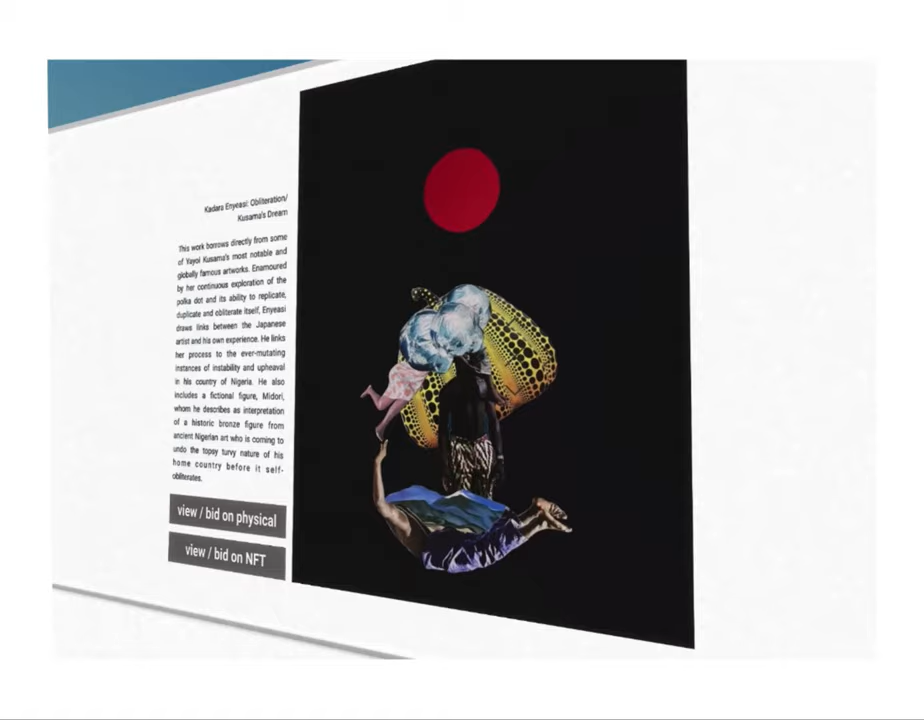 Kadara Enyeasi: Obliteration/
Kusama's Dream
This work borrows directly from some
of Yayoi Kusama's most notable and
globally famous artworks. Enamoured
by her continuous exploration of the
polka dot and its ability to replicate,
duplicate and obliterate itself, Enyeasi
draws links between the Japanese
artist and his own experience. He links
her process to the ever-mutating
instances of instability and upheaval
in his country of Nigeria. He also
includes a fictional figure, Midori,
whom he describes as interpretation
of a historic bronze figure from
ancient Nigerian art who is coming to
undo the topsy turvy nature of his
home country before it self-
obliterates.
view / bid on physical
view / bid on NFT